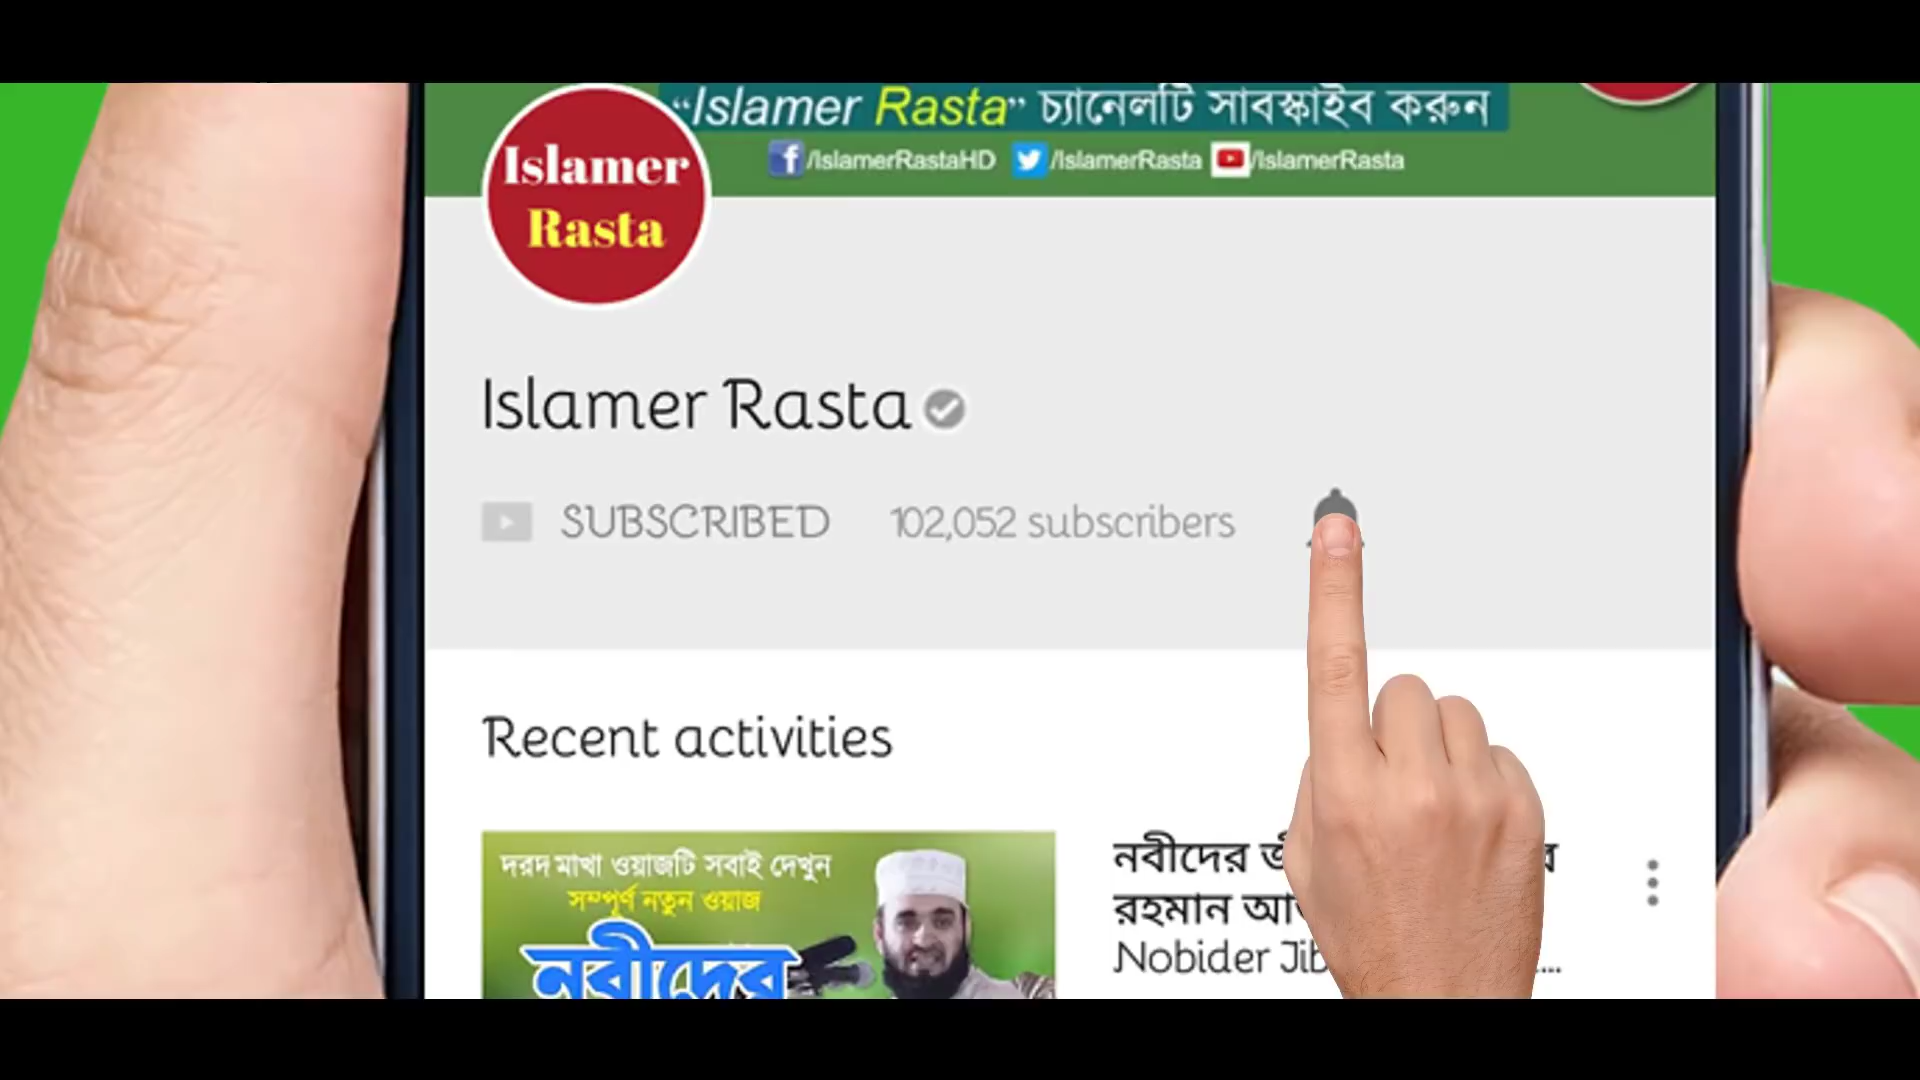 “Islamer Rasta” চ্যানেলটি সাবস্ক্রাইব করুন
/IslamerRastaHD /IslamerRasta /IslamerRasta
Islamer
Rasta
Islamer Rasta
SUBSCRIBED 102,052 subscribers
Recent activities
দরদ মাখা ওয়াজটি সবাই দেখুন
সম্পূর্ণ নতুন ওয়াজ
নবীদের
নবীদের
রহমান
Nobider